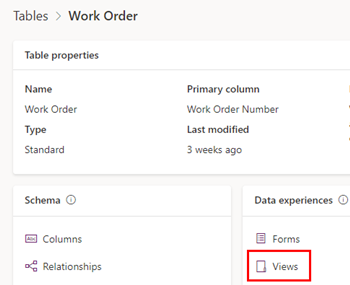 Tables > Work Order
Table properties
Name Primary column
Work Order Work Order Number
Type Last modified
Standard 3 weeks ago
Schema
Columns
Relationships
Data experiences
Forms
Views